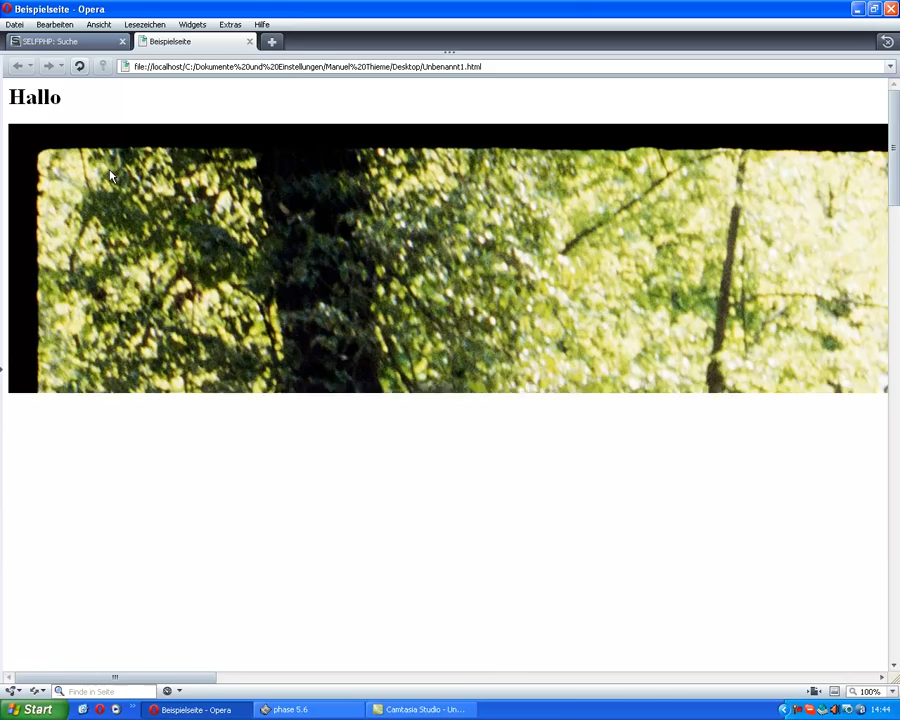 Beispielseite - Opera
Datei Bearbeiten Ansicht Lesezeichen Widgets Extras Hilfe
SELFPHP: Suche Beispielseite
file://localhost/C:/Dokumente%20und%20Einstellungen/Manuel%20Thieme/Desktop/Unbenannt1.html
Hallo
Finde in Seite 100%
Start Beispielseite - Opera phase 5.6 Camtasia Studio - Un... 14:44